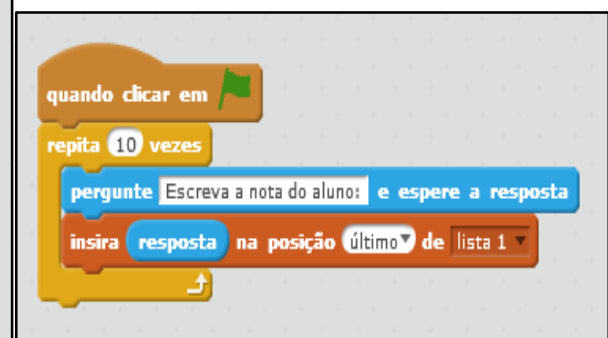 quando clicar em
repita 10 vezes
pergunte Escreva a nota do aluno: e espere a resposta
insira resposta na posição último de lista 1